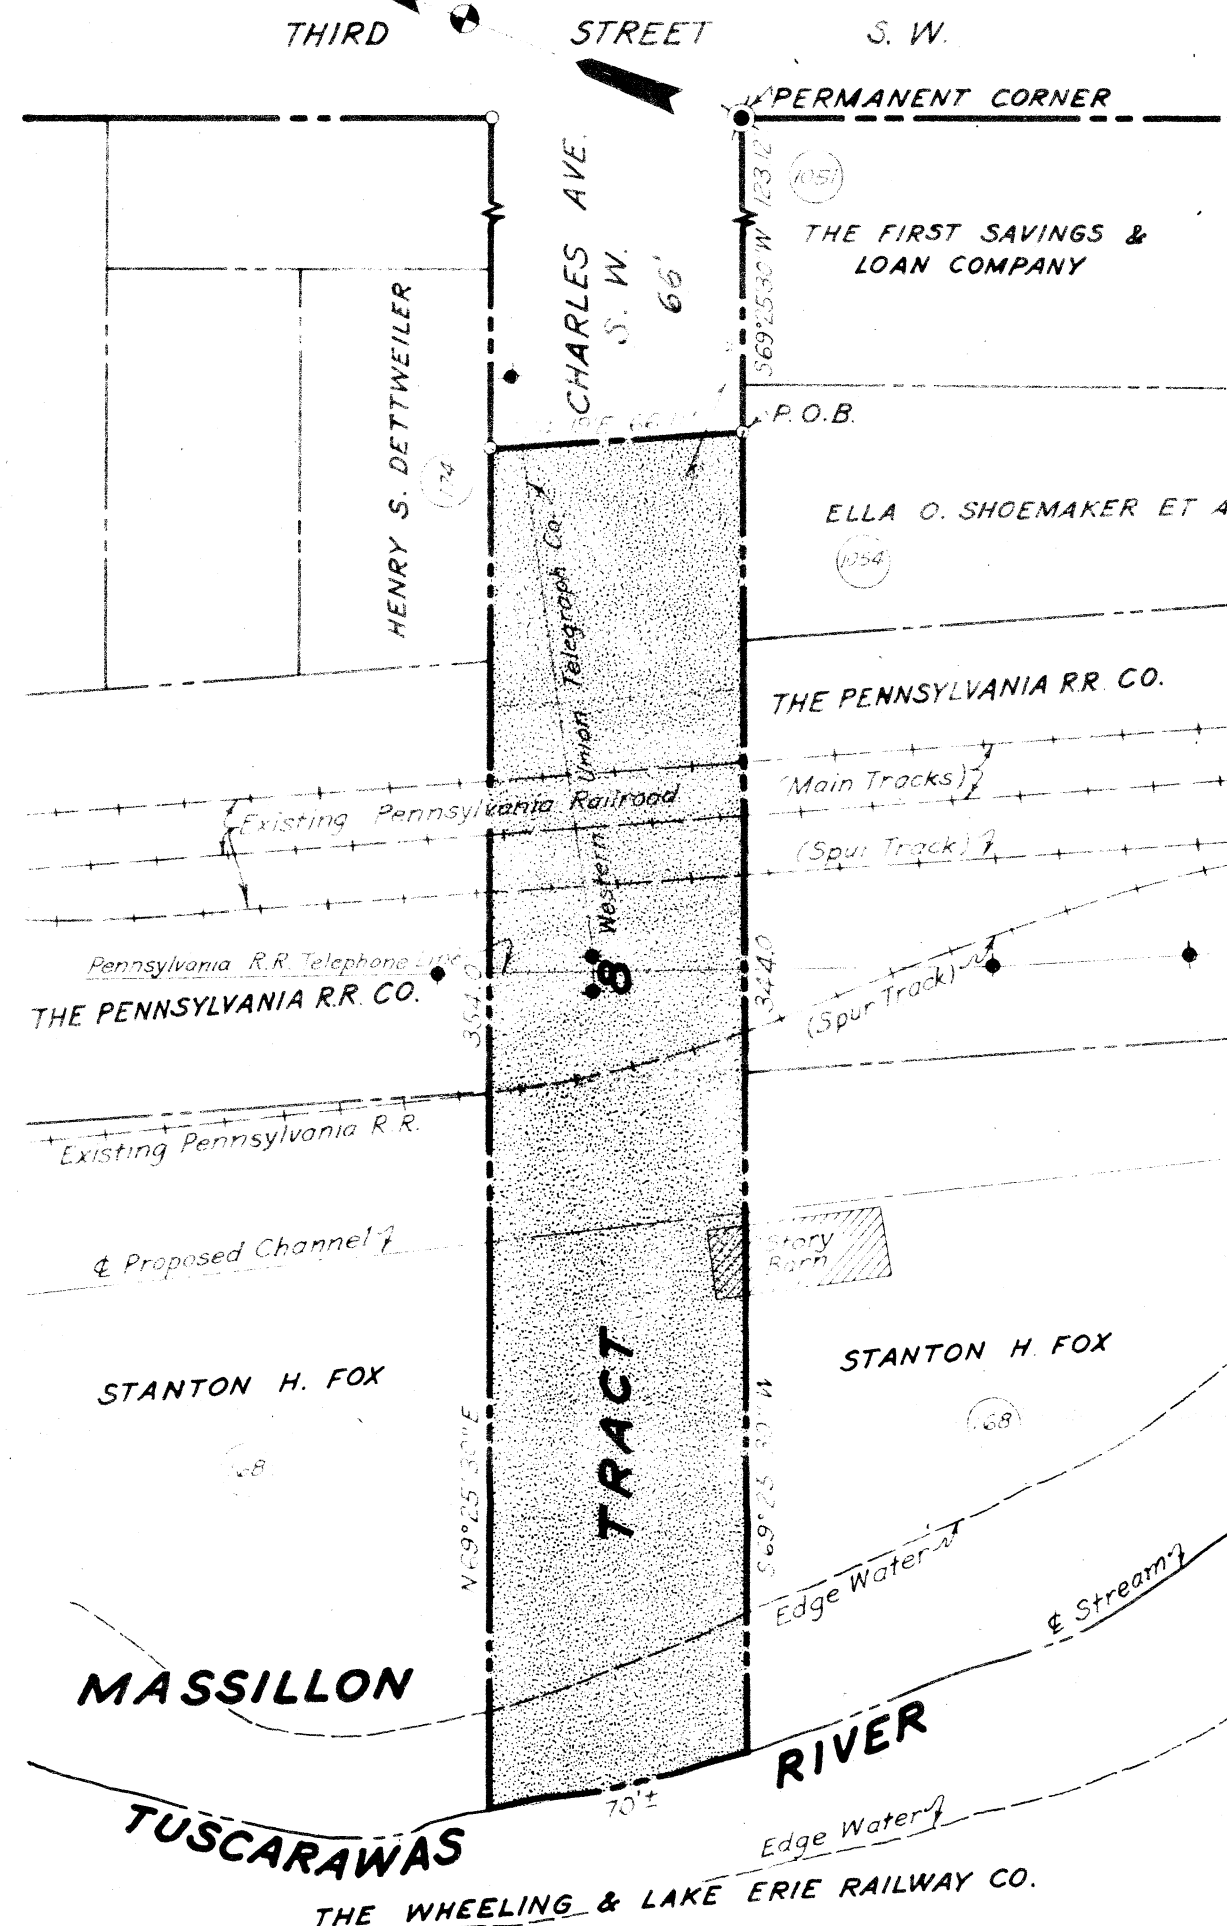 THIRD STREET S. W.
PERMANENT CORNER
CHARLES AVE.
S. W.
66'
S69°25'30"W 123.12
1051
THE FIRST SAVINGS &
LOAN COMPANY
HENRY S. DETTWEILER
174
P.O.B.
ELLA O. SHOEMAKER ET A
1054
Western Union Telegraph Co.
THE PENNSYLVANIA R.R. CO.
(Main Tracks)
Existing Pennsylvania Railroad
(Spur Track)
Pennsylvania R.R. Telephone Line
THE PENNSYLVANIA R.R. CO.
344.0
(Spur Track)
Existing Pennsylvania R.R.
℄ Proposed Channel
Story
Barn
TRACT 8
STANTON H. FOX
68
STANTON H. FOX
68
N69°25'30"E
S69°25'30"W
Edge Water
℄ Stream
MASSILLON
TUSCARAWAS RIVER
70'±
Edge Water
THE WHEELING & LAKE ERIE RAILWAY CO.